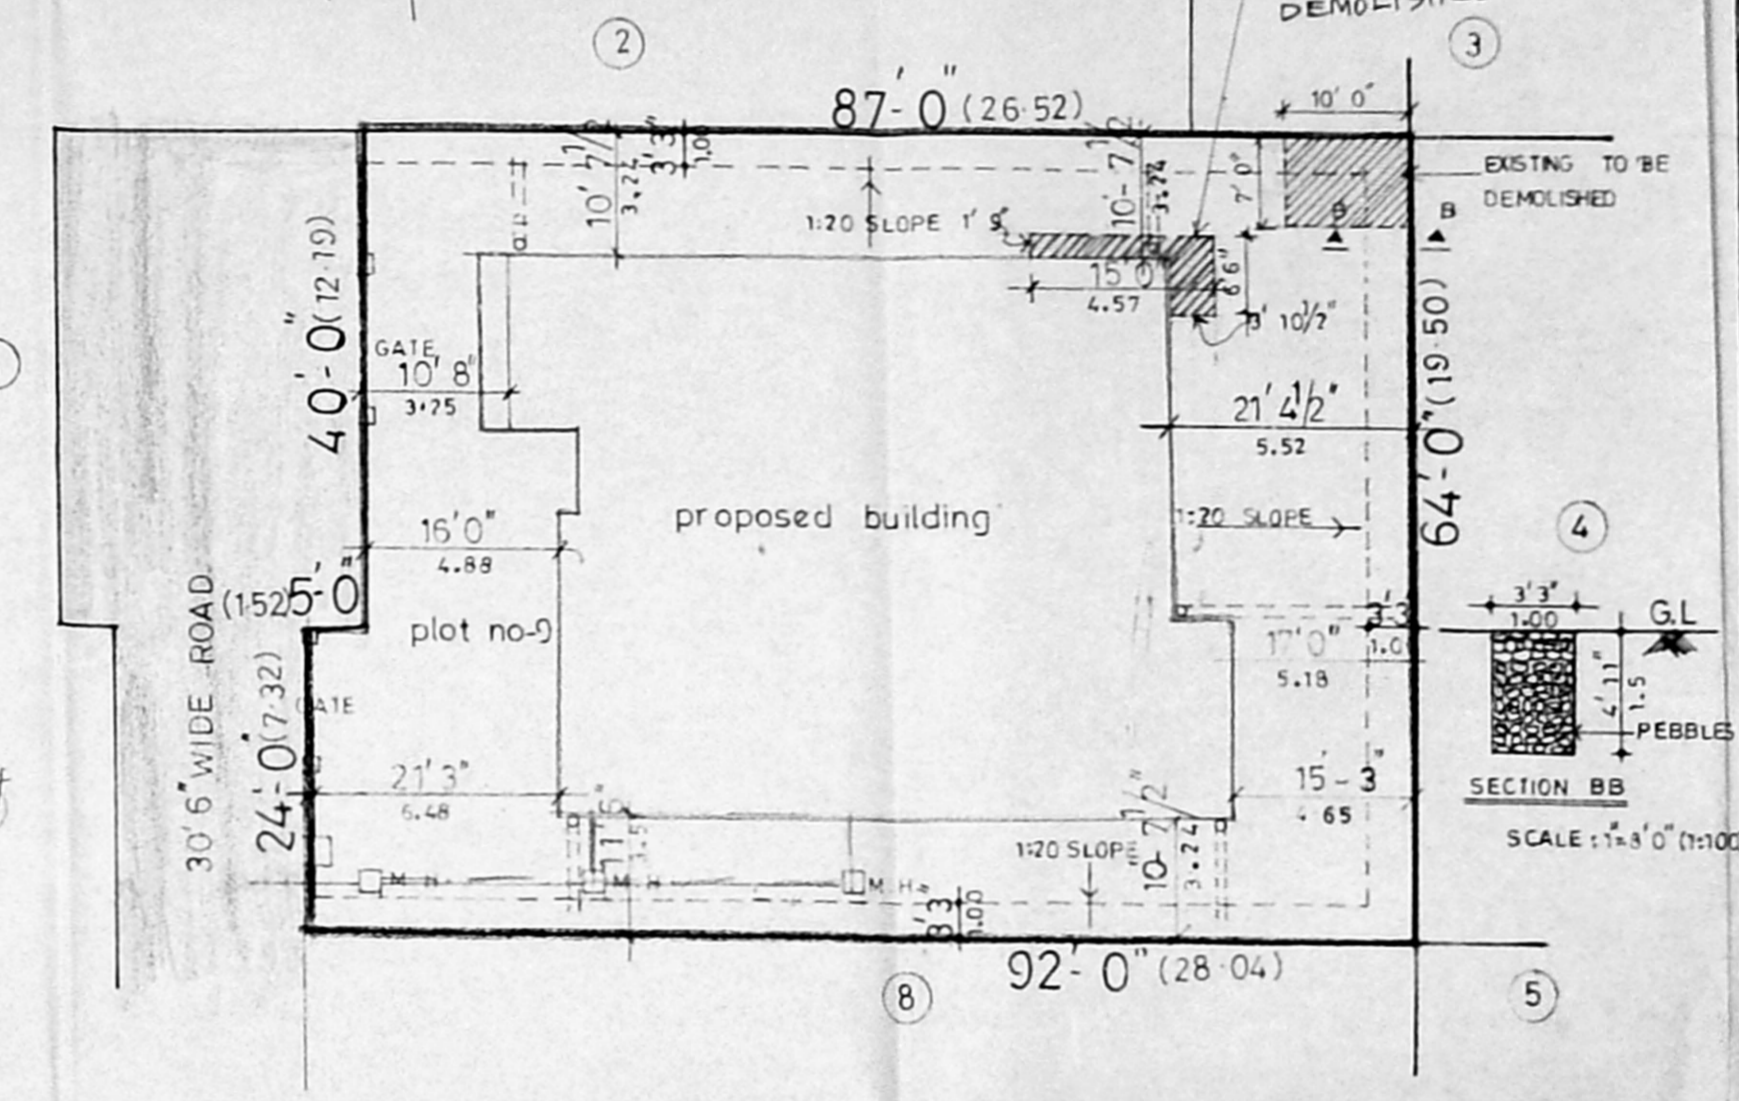 DEMOLISHED
2
3
87'-0" (26.52)
10' 0"
10' 7 1/2
3.24
3'3"
1.00
10'-7 1/2
3.24
7' 0"
EXISTING TO BE
DEMOLISHED
B
B
1:20 SLOPE
1' 9"
15' 0"
4.57
6'6"
3' 10½"
40'-0" (12.19)
GATE
10' 8"
3.25
21' 4½"
5.52
64'-0" (19.50)
proposed building
1:20 SLOPE
4
16'0"
4.88
(1.52) 5'-0"
plot no-9
30' 6" WIDE ROAD
3'3
1.0
17'0"
5.18
3'3"
1.00
G.L
4' 11"
1.5
PEBBLES
GATE
24'-0" (7.32)
21'3"
6.48
15'-3"
4.65
SECTION BB
SCALE : 1"=8'0" (1:100
11' 6"
3.5
1:20 SLOPE
10'-7 1/2"
3.24
M H
M H
M H
3'3"
1.00
92'-0" (28.04)
8
5